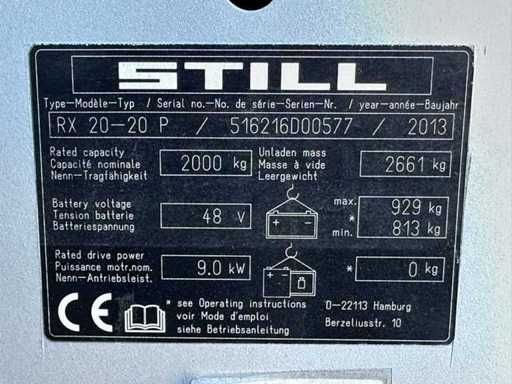 STILL
Type-Modèle-Typ / Serial no.-No. de série-Serien-Nr. / year-année-Baujahr
RX 20-20 P / 516216D00577 / 2013
Rated capacity
Capacité nominale
Nenn-Tragfähigkeit
2000 kg
Unladen mass
Masse à vide
Leergewicht
2661 kg
Battery voltage
Tension batterie
Batteriespannung
48 V
max. 929 kg
*
min. 813 kg
Rated drive power
Puissance motr.nom.
Nenn-Antriebsleist.
9.0 kW
* 0 kg
CE
* see Operating instructions
voir Mode d'emploi
siehe Betriebsanleitung
D-22113 Hamburg
Berzeliusstr. 10